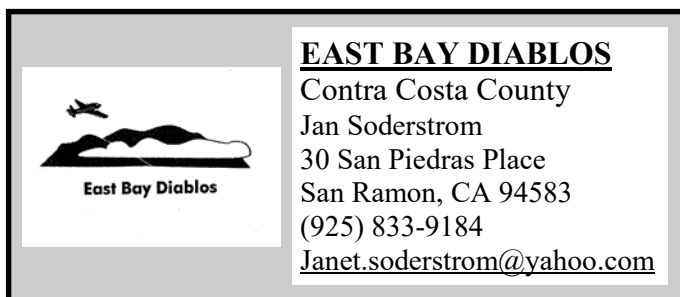 East Bay Diablos
EAST BAY DIABLOS
Contra Costa County
Jan Soderstrom
30 San Piedras Place
San Ramon, CA 94583
(925) 833-9184
Janet.soderstrom@yahoo.com